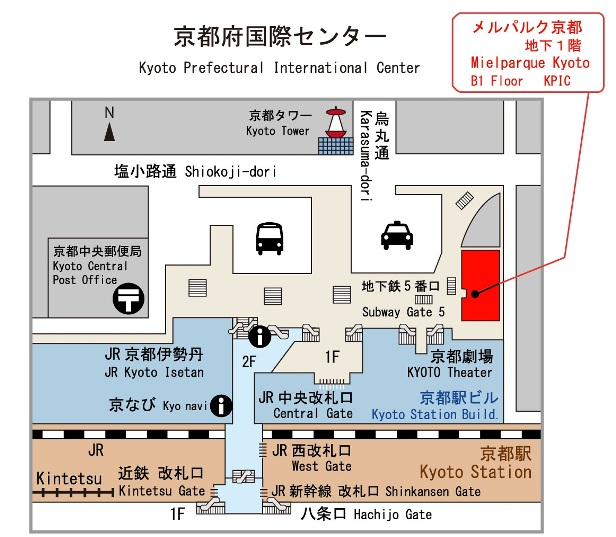 京都府国際センター
Kyoto Prefectural International Center
メルパルク京都
地下１階
Mielparque Kyoto
B1 Floor KPIC
N
京都タワー
Kyoto Tower
烏丸通
Karasuma-dori
塩小路通 Shiokoji-dori
京都中央郵便局
Kyoto Central
Post Office
地下鉄５番口
Subway Gate 5
JR 京都伊勢丹
JR Kyoto Isetan
2F
1F
京都劇場
KYOTO Theater
京なび Kyo navi
JR 中央改札口
Central Gate
京都駅ビル
Kyoto Station Build.
JR
JR 西改札口
West Gate
京都駅
Kyoto Station
Kintetsu
近鉄 改札口
Kintetsu Gate
JR 新幹線 改札口 Shinkansen Gate
1F
八条口 Hachijo Gate